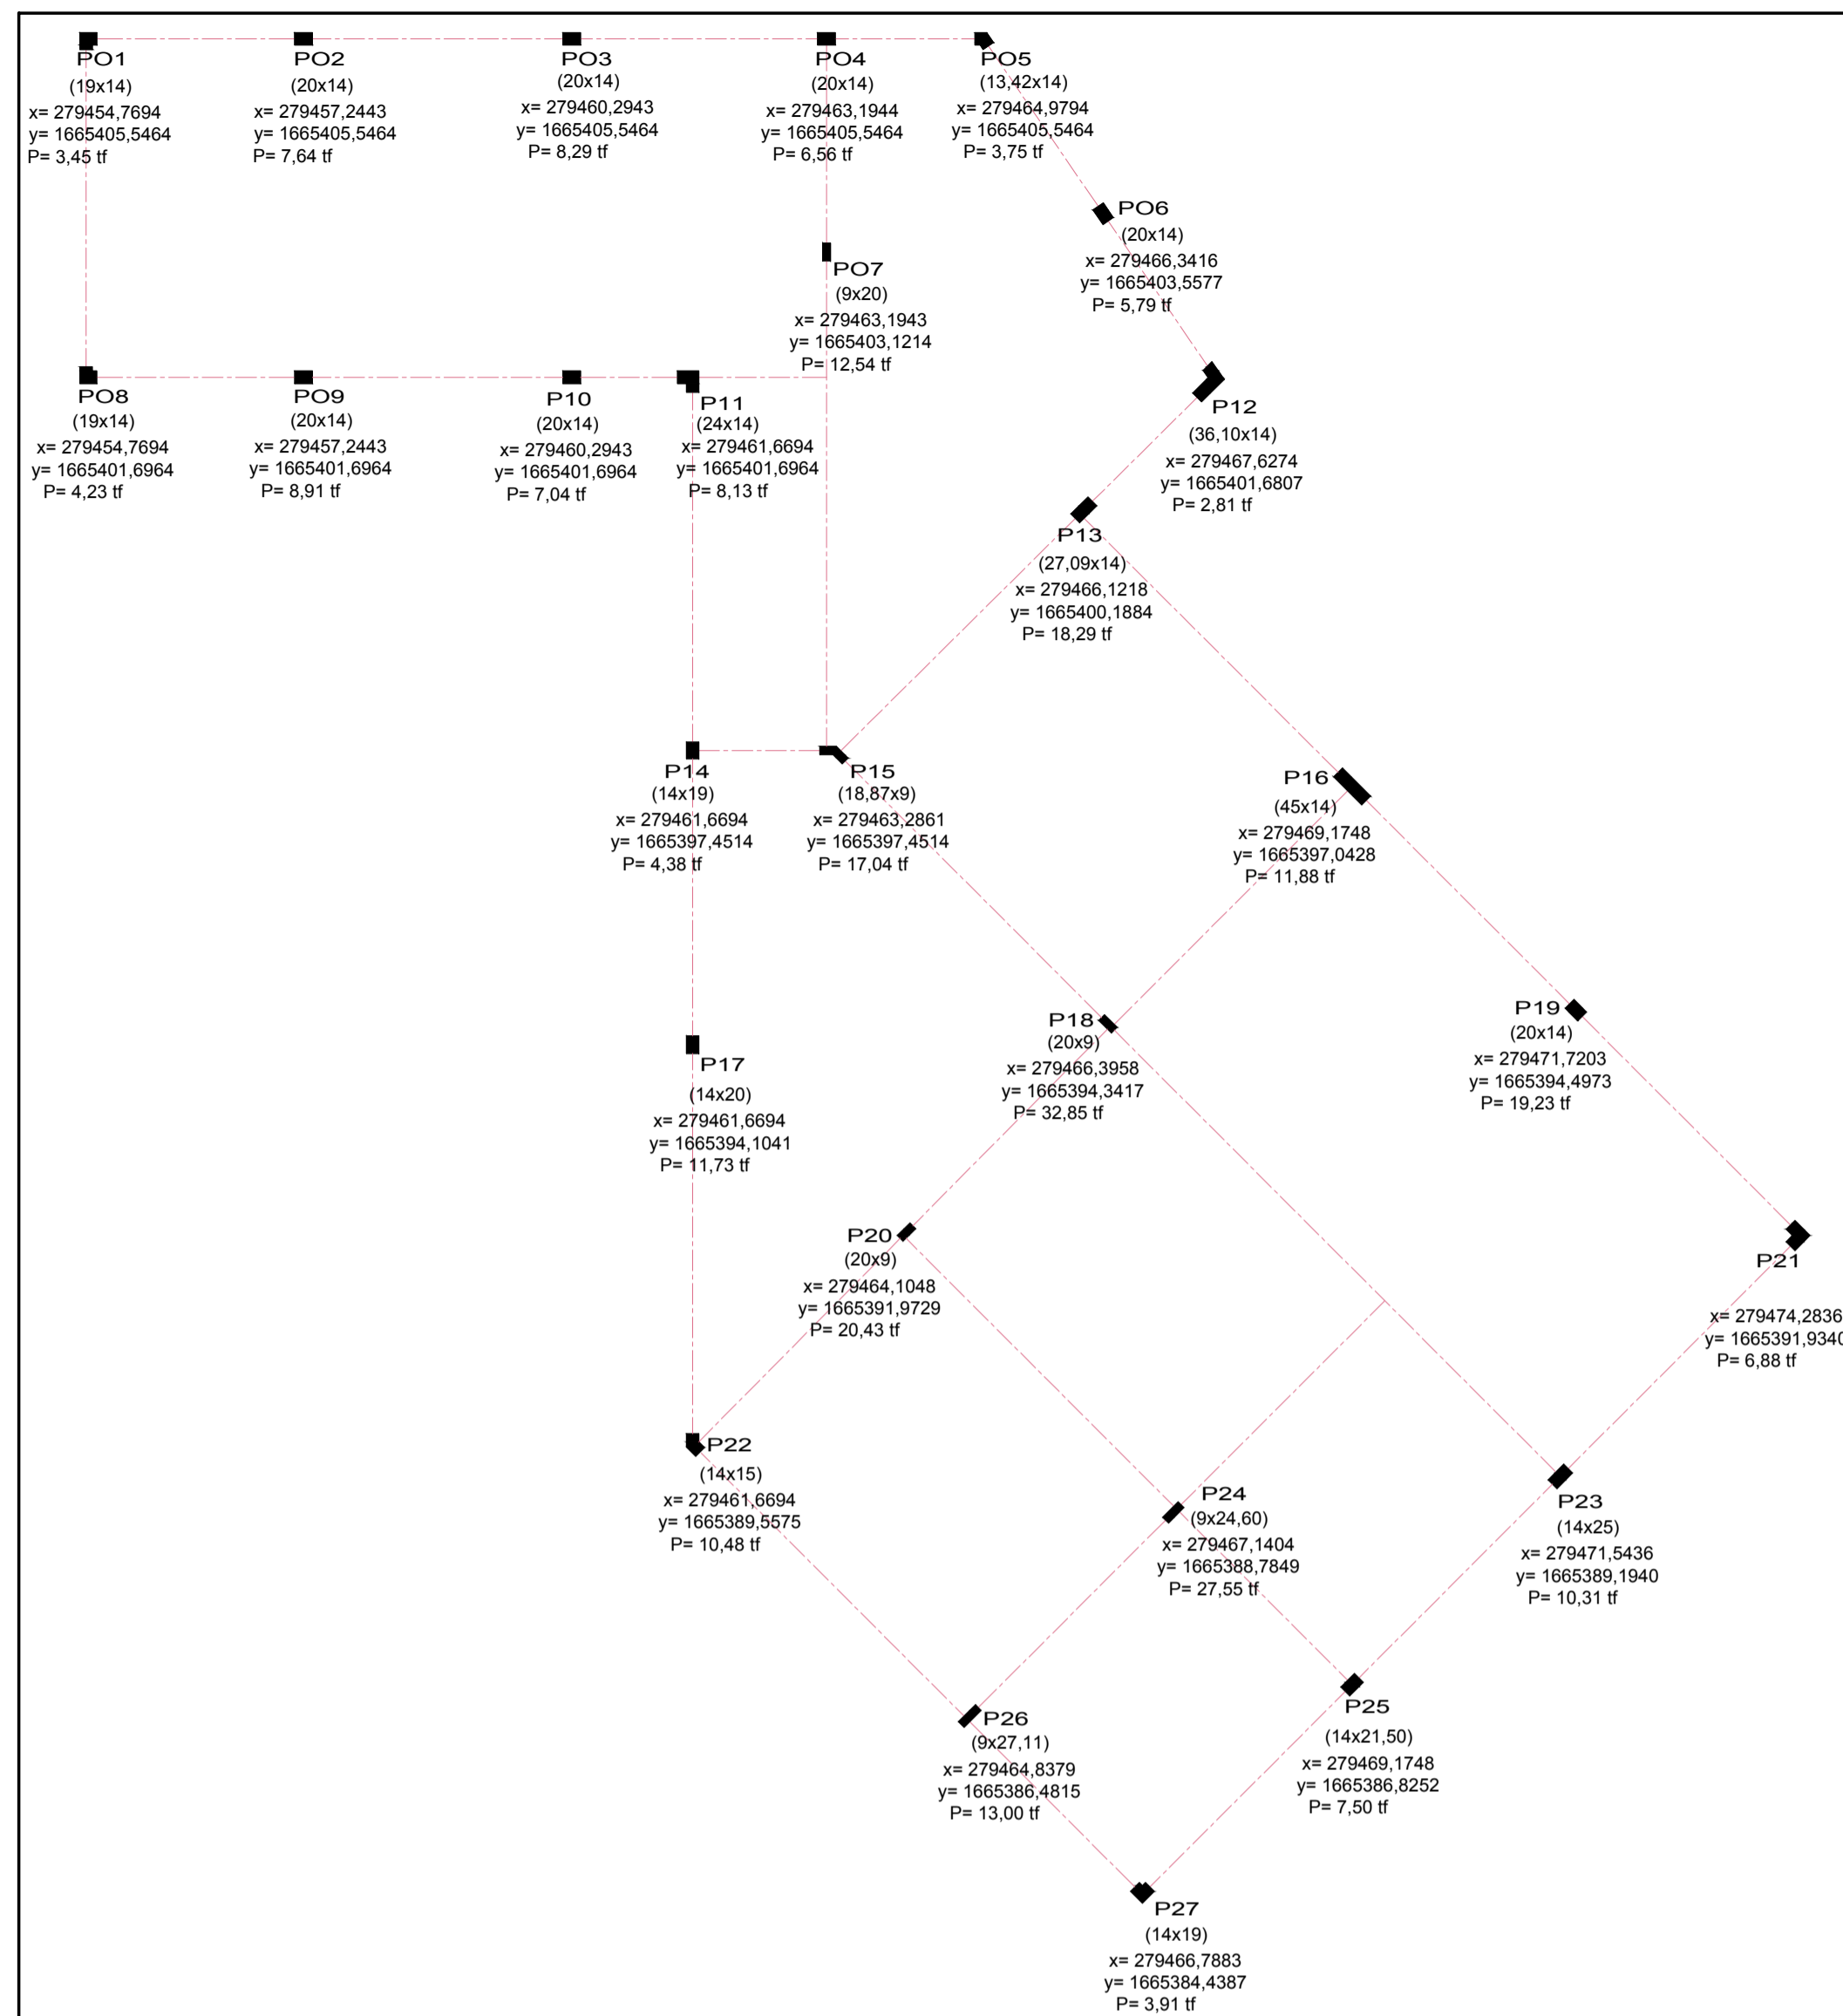 PO1
(19x14)
x= 279454,7694
y= 1665405,5464
P= 3,45 tf
PO2
(20x14)
x= 279457,2443
y= 1665405,5464
P= 7,64 tf
PO3
(20x14)
x= 279460,2943
y= 1665405,5464
P= 8,29 tf
PO4
(20x14)
x= 279463,1944
y= 1665405,5464
P= 6,56 tf
PO5
(13,42x14)
x= 279464,9794
y= 1665405,5464
P= 3,75 tf
PO6
(20x14)
x= 279466,3416
y= 1665403,5577
P= 5,79 tf
PO7
(9x20)
x= 279463,1943
y= 1665403,1214
P= 12,54 tf
PO8
(19x14)
x= 279454,7694
y= 1665401,6964
P= 4,23 tf
PO9
(20x14)
x= 279457,2443
y= 1665401,6964
P= 8,91 tf
P10
(20x14)
x= 279460,2943
y= 1665401,6964
P= 7,04 tf
P11
(24x14)
x= 279461,6694
y= 1665401,6964
P= 8,13 tf
P12
(36,10x14)
x= 279467,6274
y= 1665401,6807
P= 2,81 tf
P13
(27,09x14)
x= 279466,1218
y= 1665400,1884
P= 18,29 tf
P14
(14x19)
x= 279461,6694
y= 1665397,4514
P= 4,38 tf
P15
(18,87x9)
x= 279463,2861
y= 1665397,4514
P= 17,04 tf
P16
(45x14)
x= 279469,1748
y= 1665397,0428
P= 11,88 tf
P17
(14x20)
x= 279461,6694
y= 1665394,1041
P= 11,73 tf
P18
(20x9)
x= 279466,3958
y= 1665394,3417
P= 32,85 tf
P19
(20x14)
x= 279471,7203
y= 1665394,4973
P= 19,23 tf
P20
(20x9)
x= 279464,1048
y= 1665391,9729
P= 20,43 tf
P21
x= 279474,2836
y= 1665391,9340
P= 6,88 tf
P22
(14x15)
x= 279461,6694
y= 1665389,5575
P= 10,48 tf
P24
(9x24,60)
x= 279467,1404
y= 1665388,7849
P= 27,55 tf
P23
(14x25)
x= 279471,5436
y= 1665389,1940
P= 10,31 tf
P26
(9x27,11)
x= 279464,8379
y= 1665386,4815
P= 13,00 tf
P25
(14x21,50)
x= 279469,1748
y= 1665386,8252
P= 7,50 tf
P27
(14x19)
x= 279466,7883
y= 1665384,4387
P= 3,91 tf